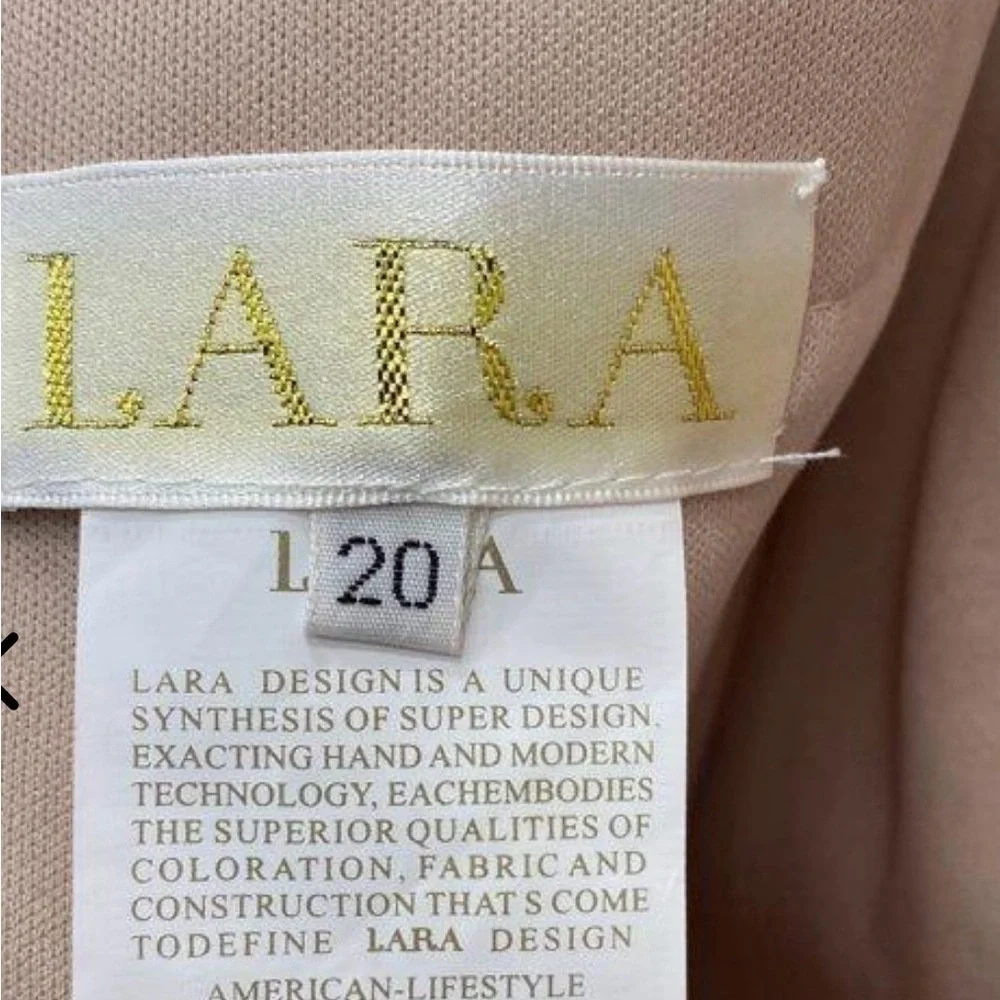 LARA
20
LARA DESIGN IS A UNIQUE
SYNTHESIS OF SUPER DESIGN.
EXACTING HAND AND MODERN
TECHNOLOGY, EACHEMBODIES
THE SUPERIOR QUALITIES OF
COLORATION, FABRIC AND
CONSTRUCTION THAT S COME
TODEFINE LARA DESIGN
AMERICAN-LIFESTYLE